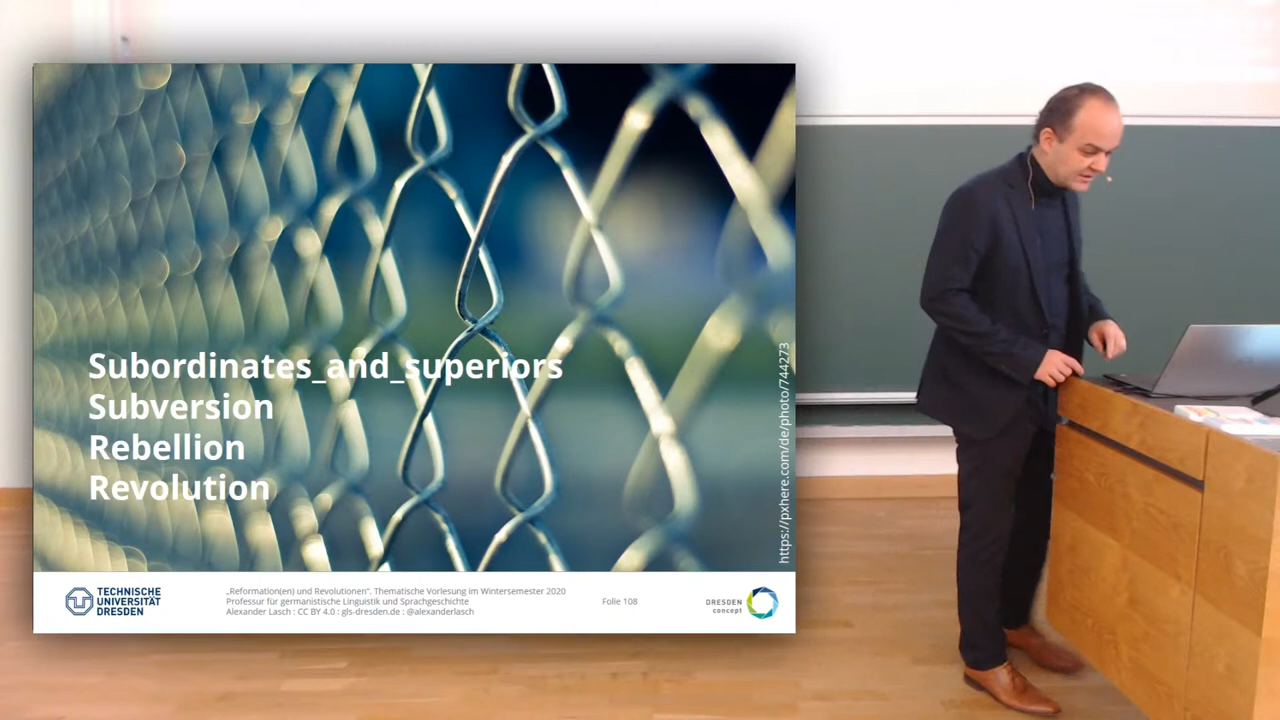 Subordinates_and_superiors
Subversion
Rebellion
Revolution
https://pxhere.com/de/photo/744273
TECHNISCHE
UNIVERSITÄT
DRESDEN
„Reformation(en) und Revolutionen“. Thematische Vorlesung im Wintersemester 2020
Professur für germanistische Linguistik und Sprachgeschichte
Alexander Lasch : CC BY 4.0 : gls-dresden.de : @alexanderlasch
Folie 108
DRESDEN
concept